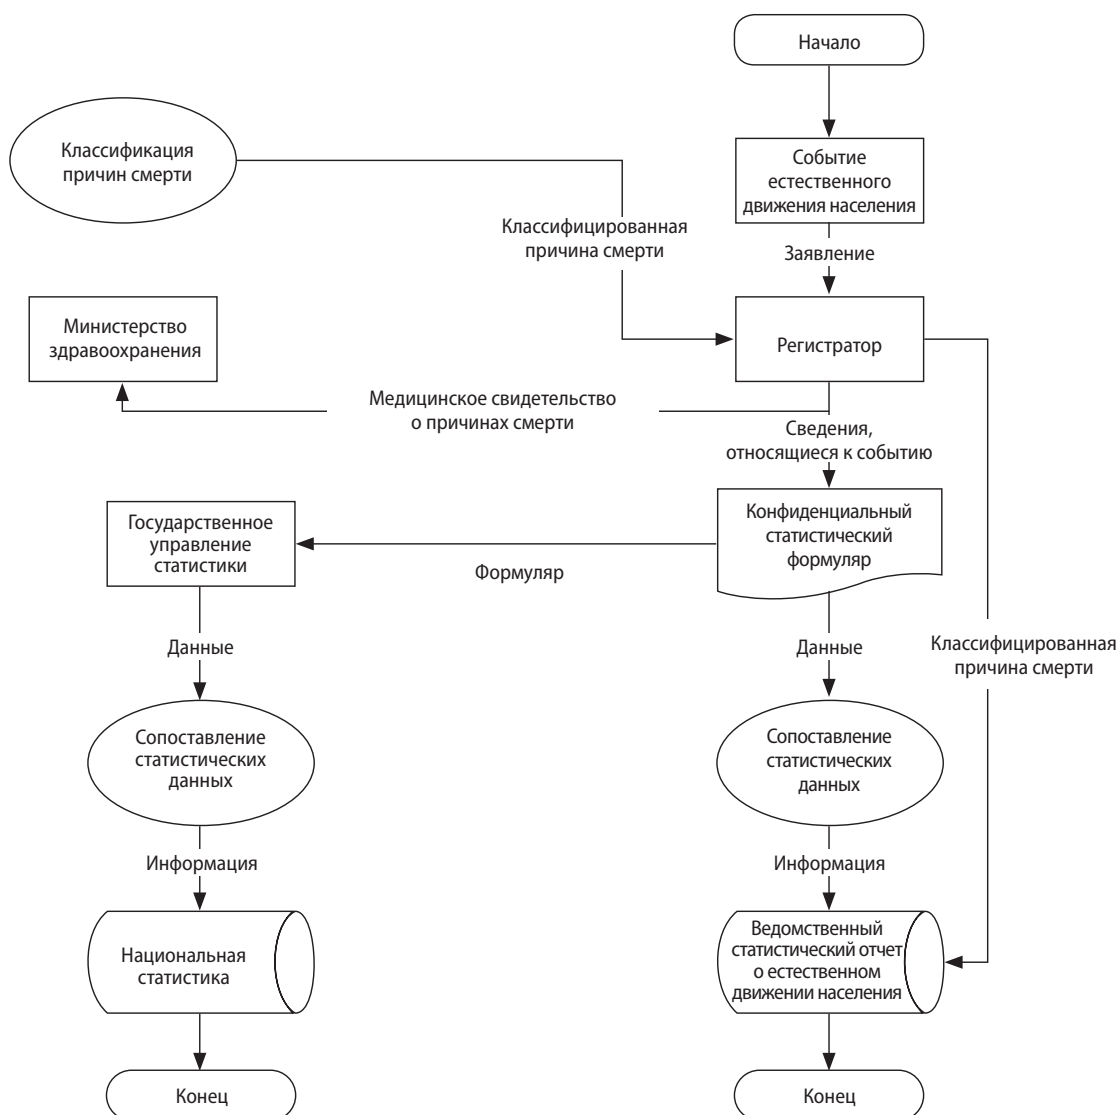 Начало
Классификация
причин смерти
Событие
естественного
движения населения
Классифицированная
причина смерти
Заявление
Министерство
здравоохранения
Регистратор
Медицинское свидетельство
о причинах смерти
Сведения,
относящиеся к событию
Государственное
управление
статистики
Формуляр
Конфиденциальный
статистический
формуляр
Данные
Данные
Классифицированная
причина смерти
Сопоставление
статистических
данных
Сопоставление
статистических
данных
Информация
Информация
Национальная
статистика
Ведомственный
статистический отчет
о естественном
движении населения
Конец
Конец